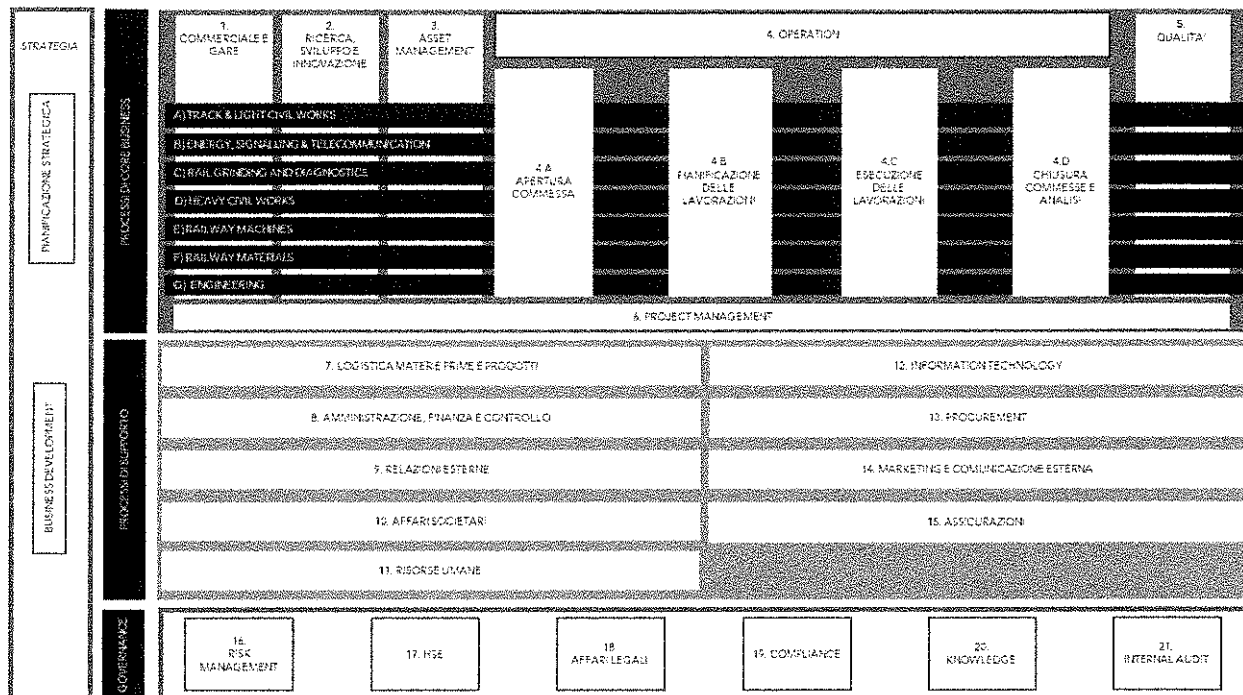 STRATEGIA
PIANIFICAZIONE STRATEGICA
BUSINESS DEVELOPMENT
PROCESSI DI CORE BUSINESS
1.
COMMERCIALE E
GARE
2.
RICERCA,
SVILUPPO E
INNOVAZIONE
3.
ASSET
MANAGEMENT
4. OPERATION
5.
QUALITA'
A) TRACK & LIGHT CIVIL WORKS
B) ENERGY, SIGNALLING & TELECOMMUNICATION
C) RAIL GRINDING AND DIAGNOSTICS
D) HEAVY CIVIL WORKS
E) RAILWAY MACHINES
F) RAILWAY MATERIALS
G) ENGINEERING
4.A
APERTURA
COMMESSA
4.B
PIANIFICAZIONE
DELLE
LAVORAZIONI
4.C
ESECUZIONE
DELLE
LAVORAZIONI
4.D
CHIUSURA
COMMESSE E
ANALISI
6. PROJECT MANAGEMENT
PROCESSI DI SUPPORTO
7. LOGISTICA MATERIE PRIME E PRODOTTI
12. INFORMATION TECHNOLOGY
8. AMMINISTRAZIONE, FINANZA E CONTROLLO
13. PROCUREMENT
9. RELAZIONI ESTERNE
14. MARKETING E COMUNICAZIONE ESTERNA
10. AFFARI SOCIETARI
15. ASSICURAZIONI
11. RISORSE UMANE
GOVERNANCE
16.
RISK
MANAGEMENT
17. HSE
18.
AFFARI LEGALI
19. COMPLIANCE
20.
KNOWLEDGE
21.
INTERNAL AUDIT